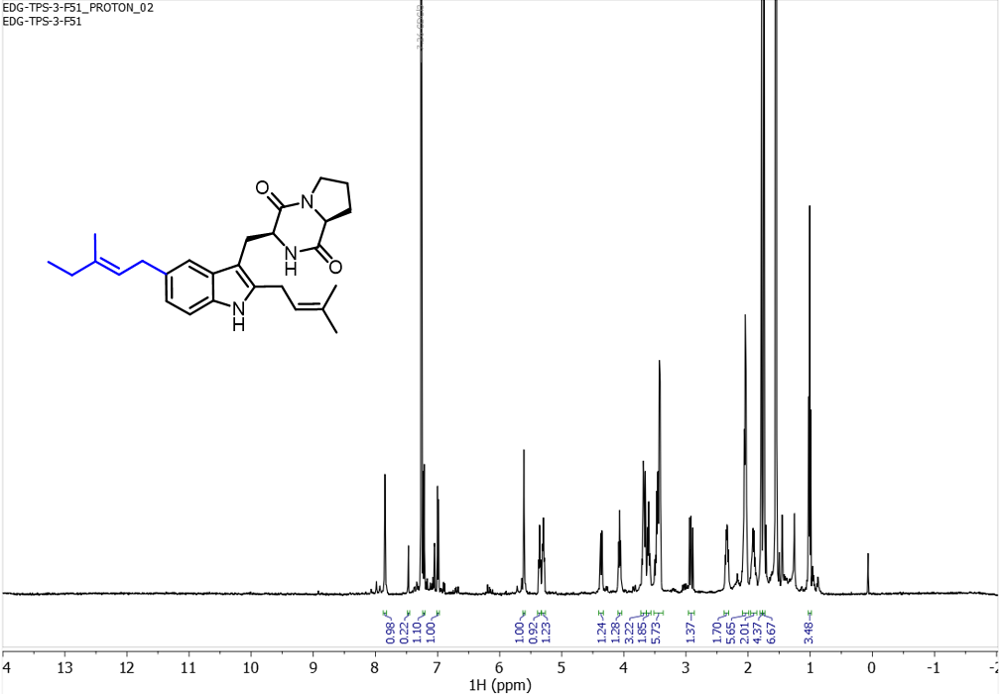 EDG-TPS-3-F51_PROTON_02
EDG-TPS-3-F51
O
N
N
H
O
N
H
0.98
0.22
1.10
1.00
1.00
0.92
1.23
1.24
1.28
3.22
1.85
5.73
1.37
1.70
5.65
2.01
4.37
6.67
3.48
13 12 11 10 9 8 7 6 5 4 3 2 1 0 -1
1H (ppm)